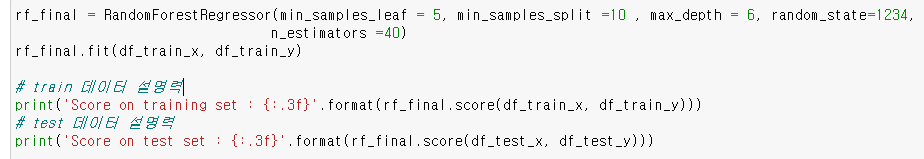 rf_final = RandomForestRegressor(min_samples_leaf = 5, min_samples_split =10 , max_depth = 6, random_state=1234,
n_estimators =40)
rf_final.fit(df_train_x, df_train_y)
# train 데이터 설명력
print('Score on training set : {:.3f}'.format(rf_final.score(df_train_x, df_train_y)))
# test 데이터 설명력
print('Score on test set : {:.3f}'.format(rf_final.score(df_test_x, df_test_y)))